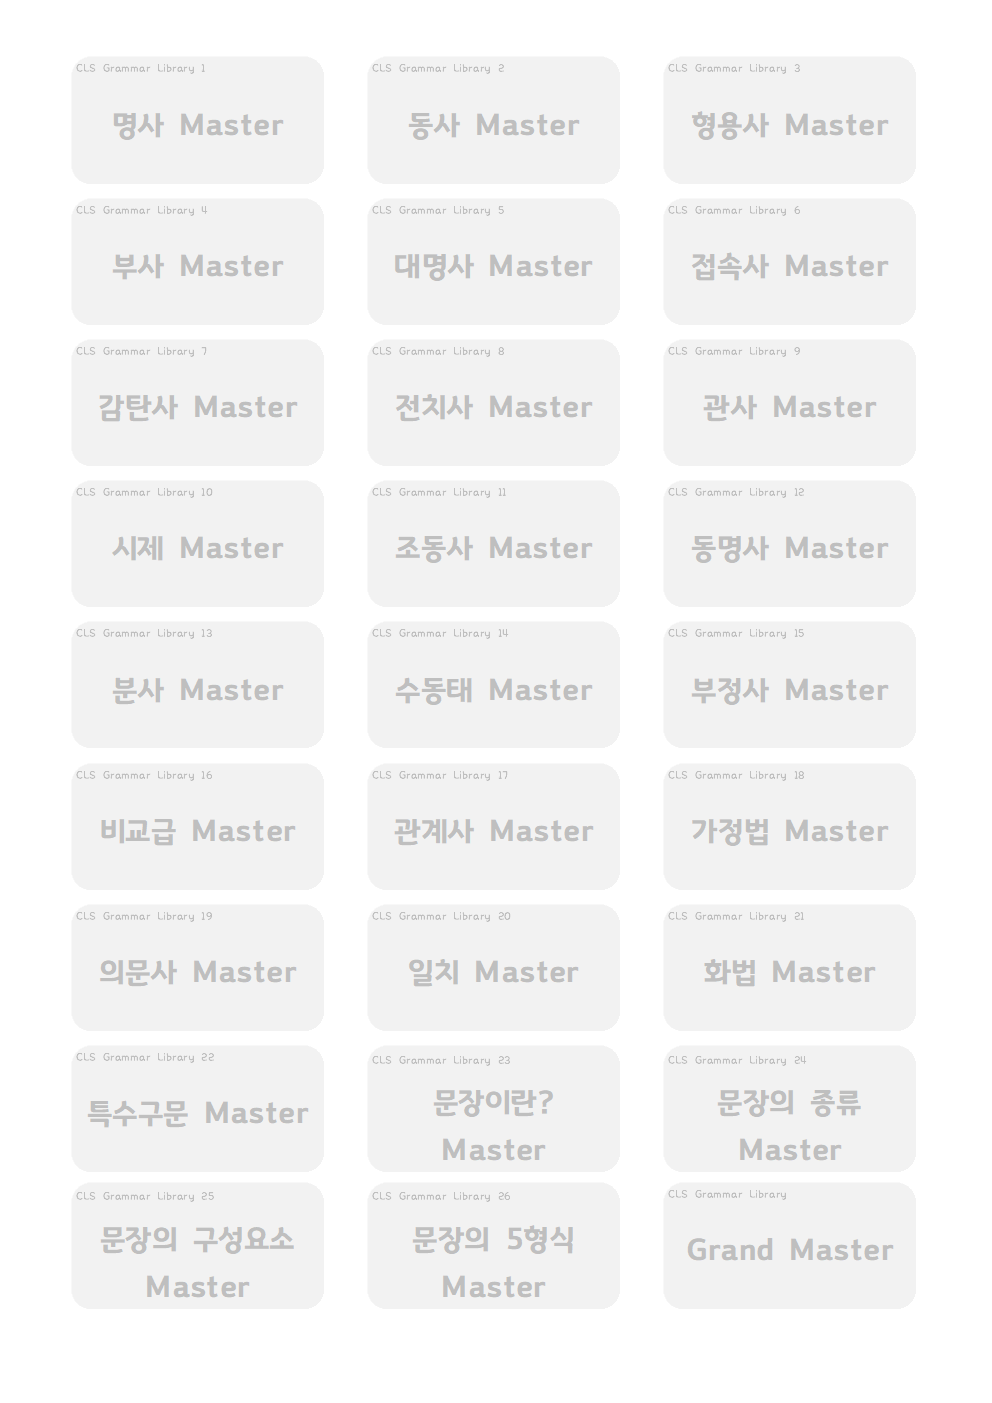 CLS Grammar Library 1
명사 Master
CLS Grammar Library 2
동사 Master
CLS Grammar Library 3
형용사 Master
CLS Grammar Library 4
부사 Master
CLS Grammar Library 5
대명사 Master
CLS Grammar Library 6
접속사 Master
CLS Grammar Library 7
감탄사 Master
CLS Grammar Library 8
전치사 Master
CLS Grammar Library 9
관사 Master
CLS Grammar Library 10
시제 Master
CLS Grammar Library 11
조동사 Master
CLS Grammar Library 12
동명사 Master
CLS Grammar Library 13
분사 Master
CLS Grammar Library 14
수동태 Master
CLS Grammar Library 15
부정사 Master
CLS Grammar Library 16
비교급 Master
CLS Grammar Library 17
관계사 Master
CLS Grammar Library 18
가정법 Master
CLS Grammar Library 19
의문사 Master
CLS Grammar Library 20
일치 Master
CLS Grammar Library 21
화법 Master
CLS Grammar Library 22
특수구문 Master
CLS Grammar Library 23
문장이란?
Master
CLS Grammar Library 24
문장의 종류
Master
CLS Grammar Library 25
문장의 구성요소
Master
CLS Grammar Library 26
문장의 5형식
Master
CLS Grammar Library
Grand Master